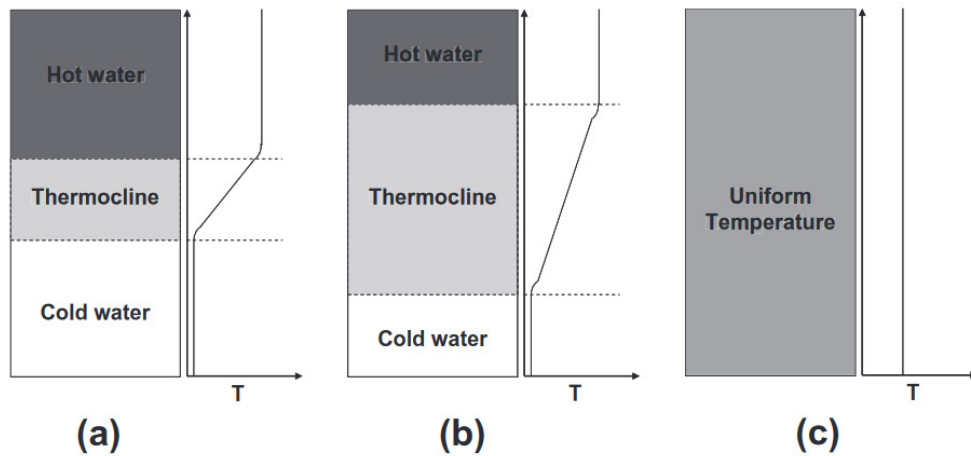 Hot water
Thermocline
Cold water
T
(a)
Hot water
Thermocline
Cold water
T
(b)
Uniform
Temperature
T
(c)